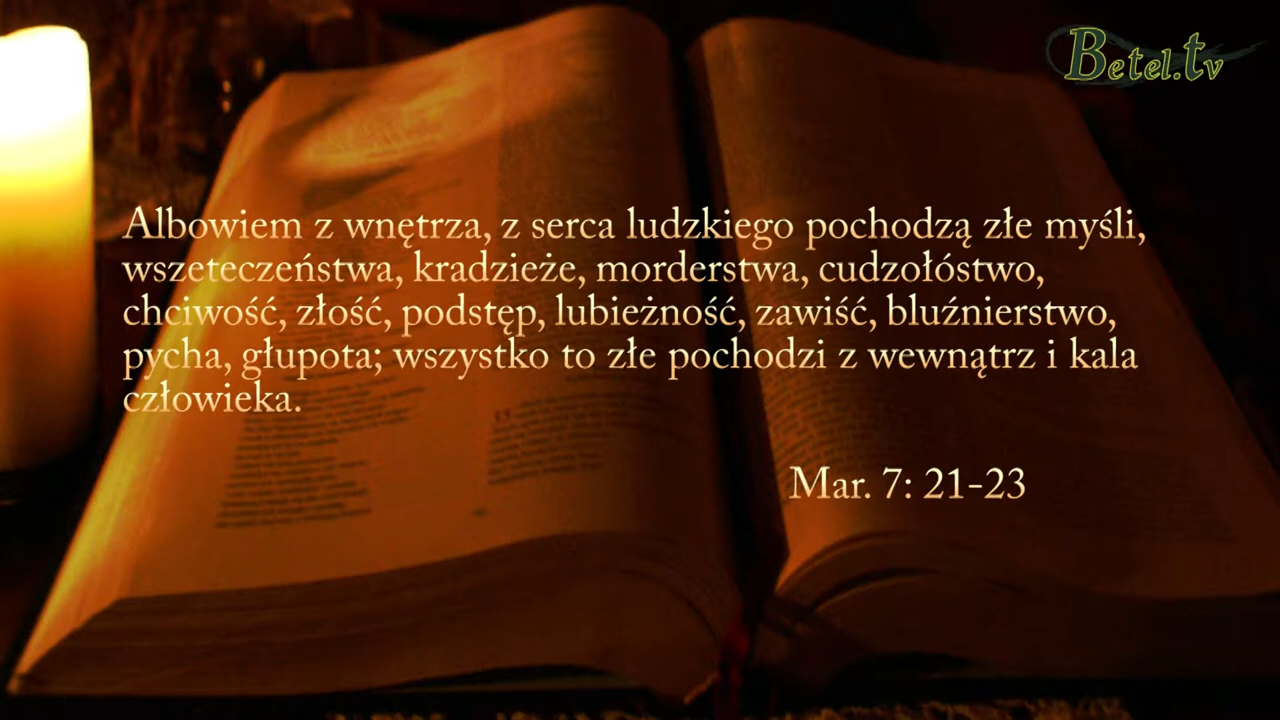 Betel.tv
Albowiem z wnętrza, z serca ludzkiego pochodzą złe myśli,
wszeteczeństwa, kradzieże, morderstwa, cudzołóstwo,
chciwość, złość, podstęp, lubieżność, zawiść, bluźnierstwo,
pycha, głupota; wszystko to złe pochodzi z wewnątrz i kala
człowieka.
Mar. 7: 21-23